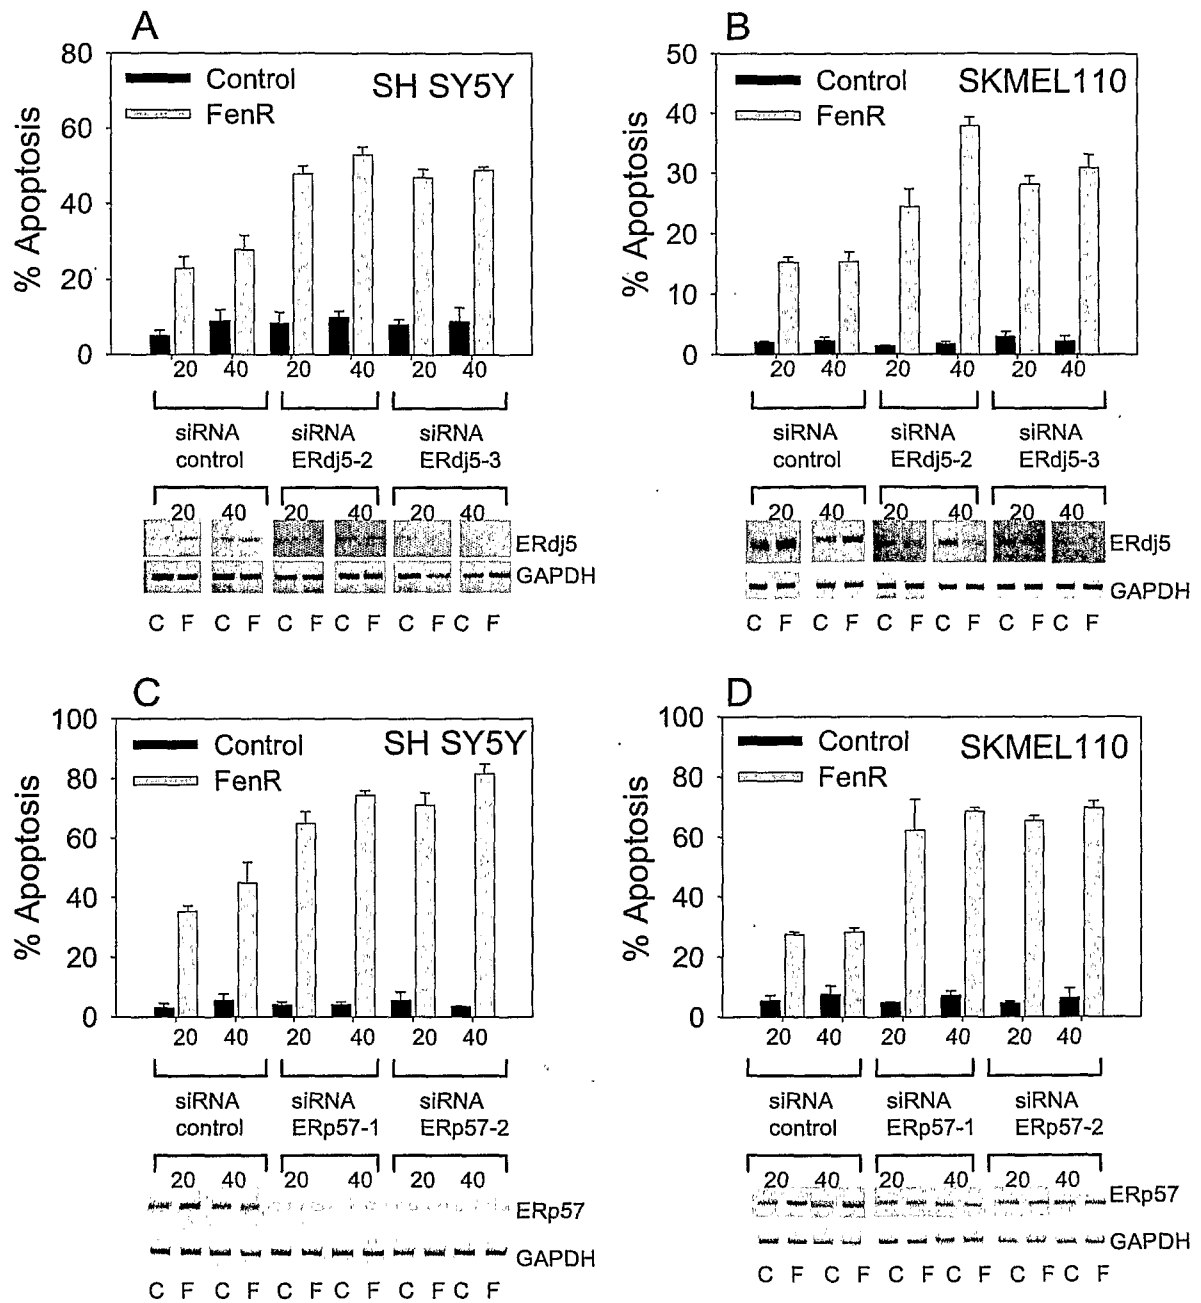 A
80
60
40
20
0
% Apoptosis
Control
FenR
SH SY5Y
20 40 20 40 20 40
siRNA control
siRNA ERdj5-2
siRNA ERdj5-3
20 40 20 40 20 40
ERdj5
GAPDH
C F C F C F C F C F C F
B
50
40
30
20
10
0
% Apoptosis
Control
FenR
SKMEL110
20 40 20 40 20 40
siRNA control
siRNA ERdj5-2
siRNA ERdj5-3
20 40 20 40 20 40
ERdj5
GAPDH
C F C F C F C F C F C F
C
100
80
60
40
20
0
% Apoptosis
Control
FenR
SH SY5Y
20 40 20 40 20 40
siRNA control
siRNA ERp57-1
siRNA ERp57-2
20 40 20 40 20 40
ERp57
GAPDH
C F C F C F C F C F C F
D
100
80
60
40
20
0
% Apoptosis
Control
FenR
SKMEL110
20 40 20 40 20 40
siRNA control
siRNA ERp57-1
siRNA ERp57-2
20 40 20 40 20 40
ERp57
GAPDH
C F C F C F C F C F C F